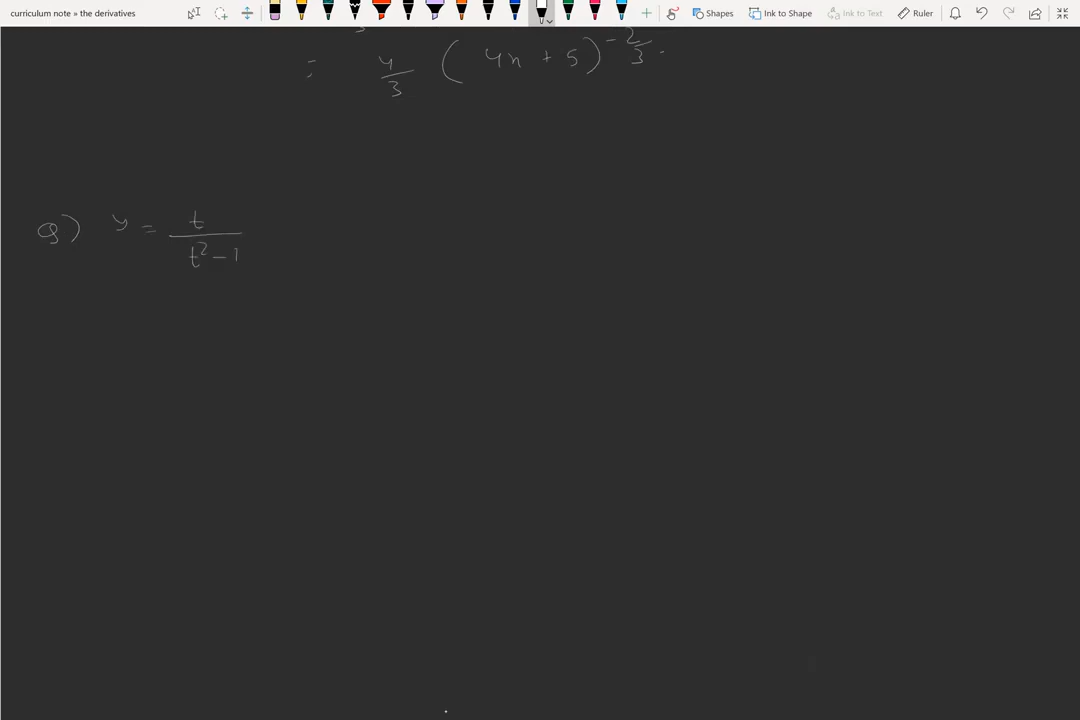 curriculum note » the derivatives
Shapes
Ink to Shape
Ink to Text
Ruler
= 4/3 (4x + 5)^(-2/3) .
Q) y = t / (t² - 1)